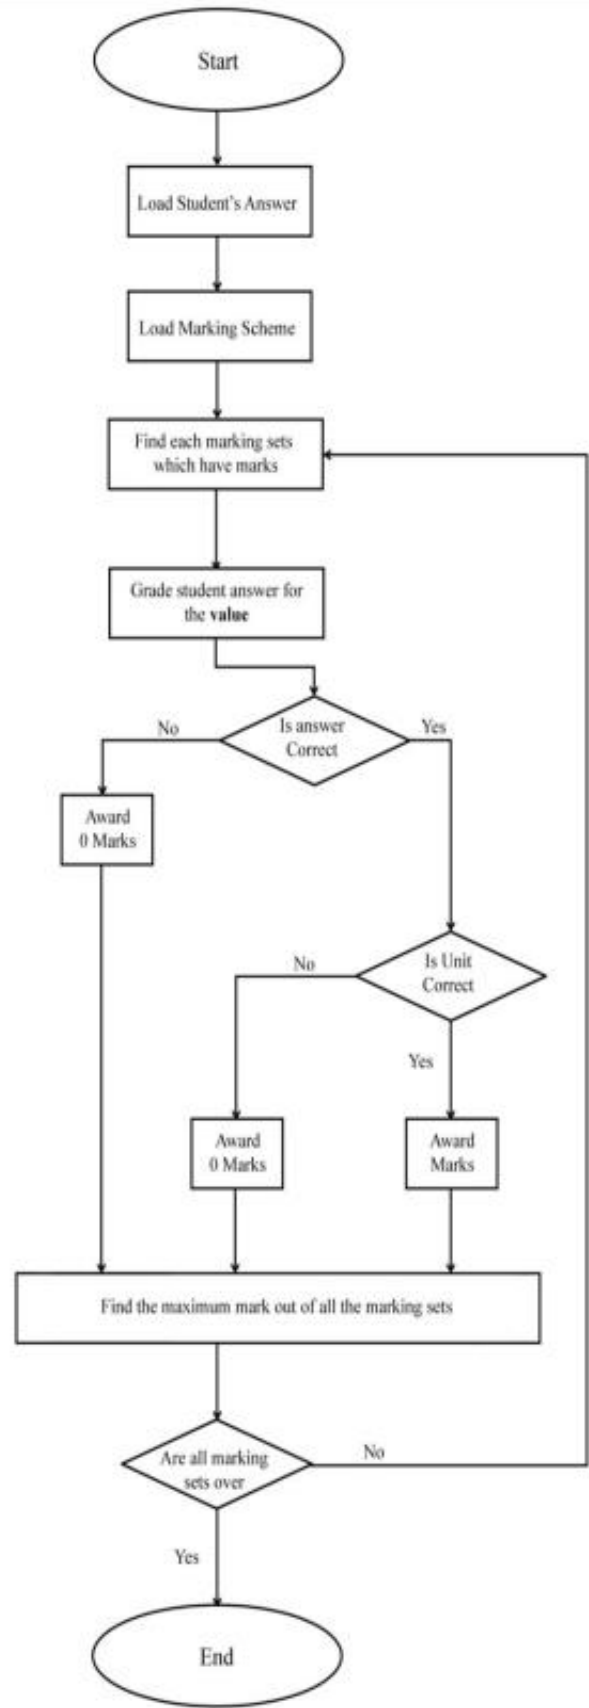 Start
Load Student's Answer
Load Marking Scheme
Find each marking sets
which have marks
Grade student answer for
the value
Is answer
Correct
No
Yes
Award
0 Marks
Is Unit
Correct
No
Yes
Award
0 Marks
Award
Marks
Find the maximum mark out of all the marking sets
Are all marking
sets over
No
Yes
End